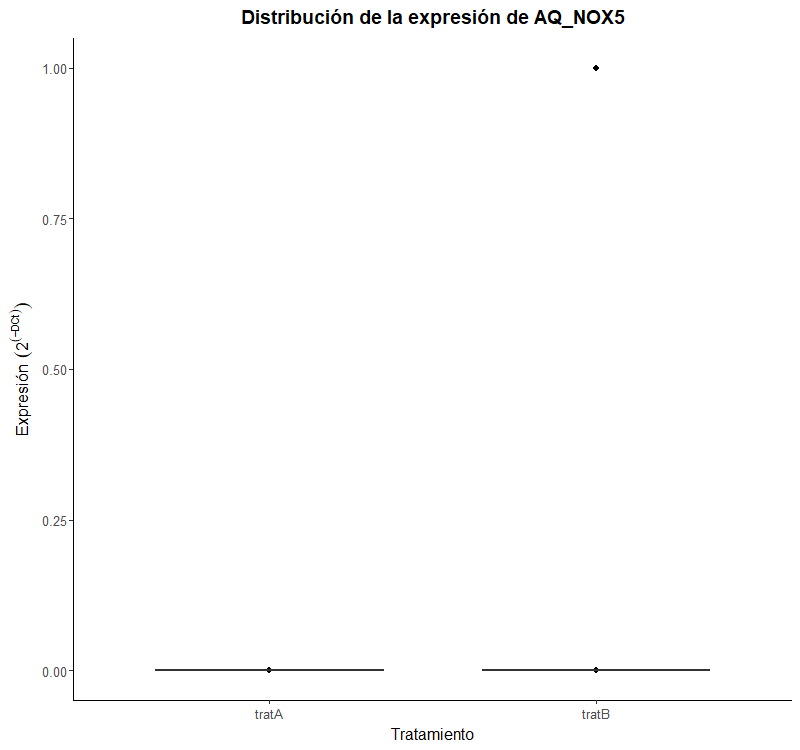 Distribución de la expresión de AQ_NOX5
Expresión (2^(-DCt))
1.00
0.75
0.50
0.25
0.00
tratA
tratB
Tratamiento